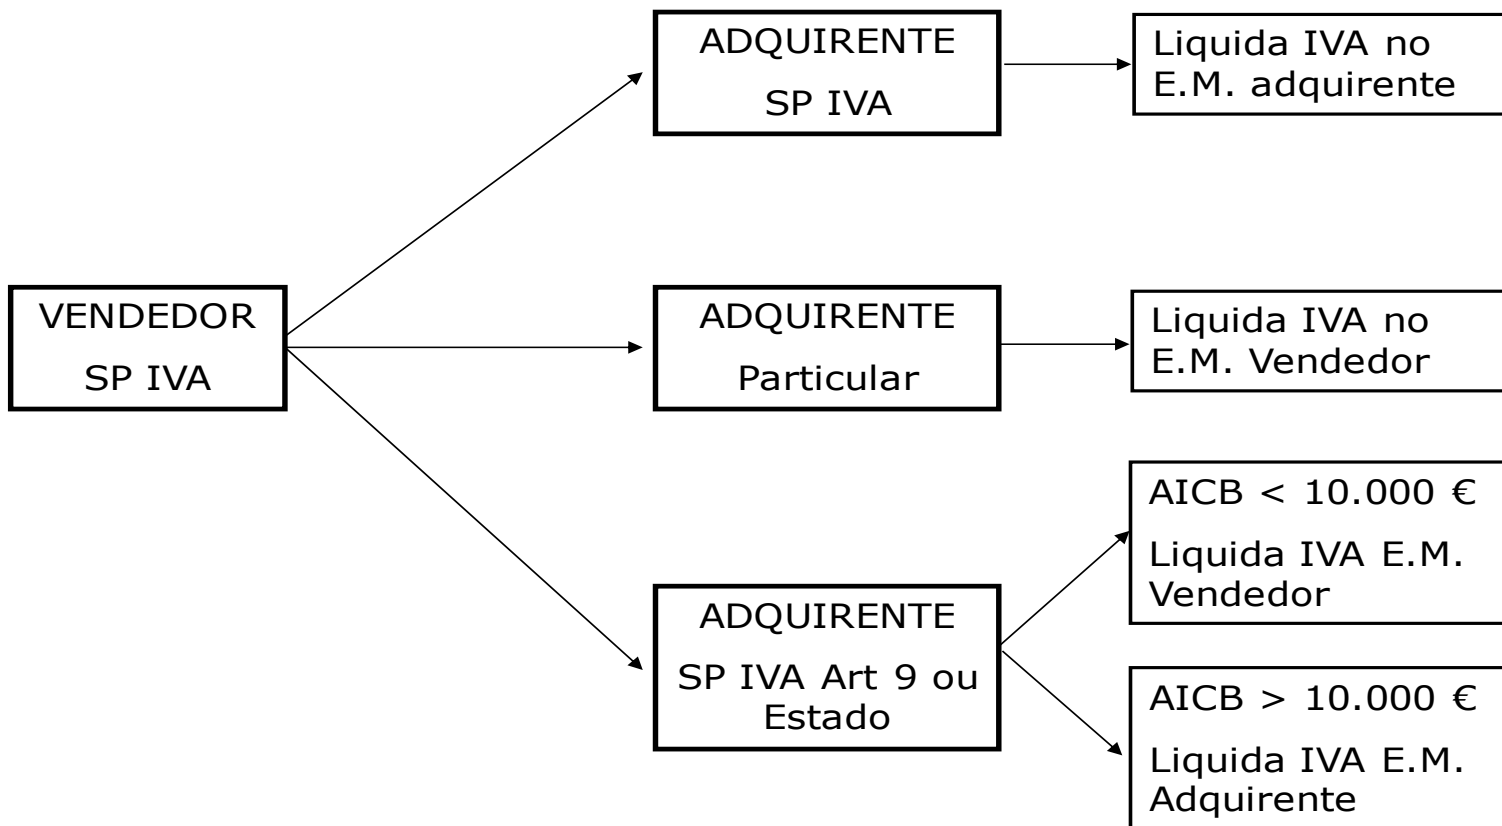 ADQUIRENTE
SP IVA
Liquida IVA no
E.M. adquirente
VENDEDOR
SP IVA
ADQUIRENTE
Particular
Liquida IVA no
E.M. Vendedor
ADQUIRENTE
SP IVA Art 9 ou
Estado
AICB < 10.000 €
Liquida IVA E.M.
Vendedor
AICB > 10.000 €
Liquida IVA E.M.
Adquirente